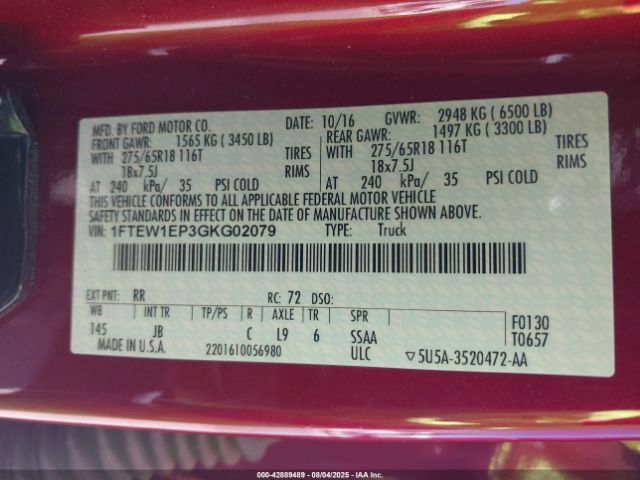 MFD. BY FORD MOTOR CO. DATE: 10/16 GVWR: 2948 KG ( 6500 LB)
FRONT GAWR: 1565 KG ( 3450 LB) REAR GAWR: 1497 KG ( 3300 LB)
WITH 275/65R18 116T TIRES WITH 275/65R18 116T TIRES
18x7.5J RIMS 18x7.5J RIMS
AT 240 kPa/ 35 PSI COLD AT 240 kPa/ 35 PSI COLD
THIS VEHICLE CONFORMS TO ALL APPLICABLE FEDERAL MOTOR VEHICLE
SAFETY STANDARDS IN EFFECT ON THE DATE OF MANUFACTURE SHOWN ABOVE.
VIN: 1FTEW1EP3GKG02079 TYPE: Truck
EXT PNT: RR RC: 72 DSO:
WB INT TR TP/PS R AXLE TR SPR F0130
145 JB C L9 6 SSAA T0657
MADE IN U.S.A. 2201610056980 ULC ▽5U5A-3520472-AA
000-42889489 - 08/04/2025 - IAAI.COM